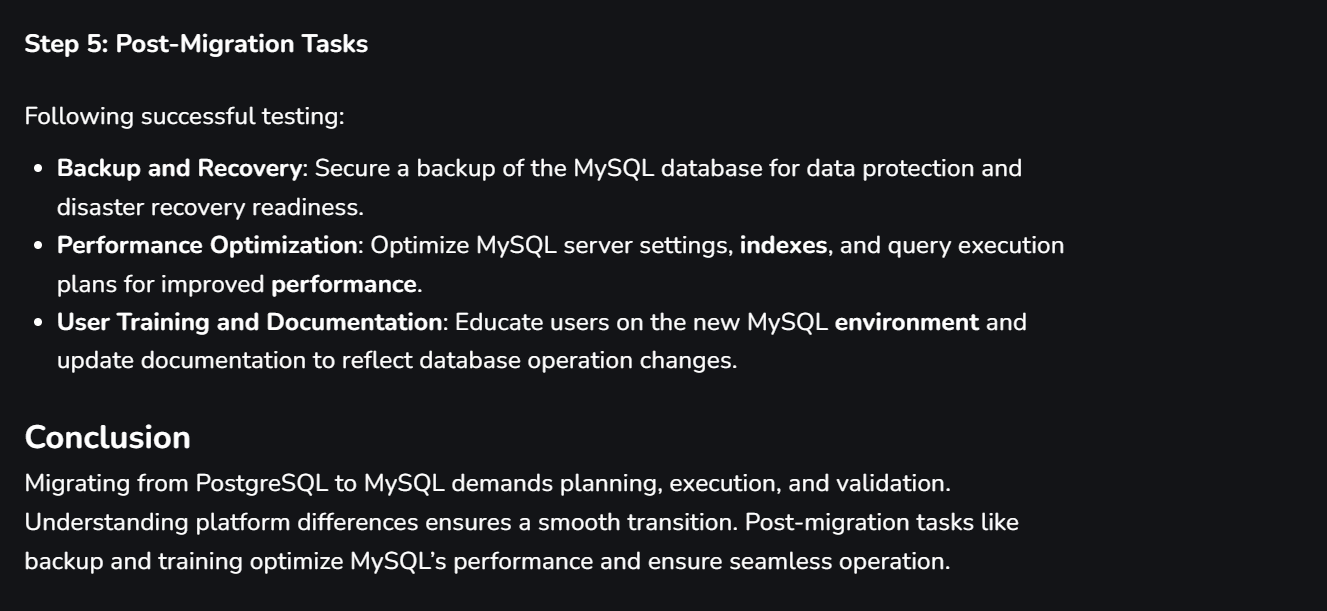 Step 5: Post-Migration Tasks
Following successful testing:
• Backup and Recovery: Secure a backup of the MySQL database for data protection and
disaster recovery readiness.
• Performance Optimization: Optimize MySQL server settings, indexes, and query execution
plans for improved performance.
• User Training and Documentation: Educate users on the new MySQL environment and
update documentation to reflect database operation changes.
Conclusion
Migrating from PostgreSQL to MySQL demands planning, execution, and validation.
Understanding platform differences ensures a smooth transition. Post-migration tasks like
backup and training optimize MySQL’s performance and ensure seamless operation.